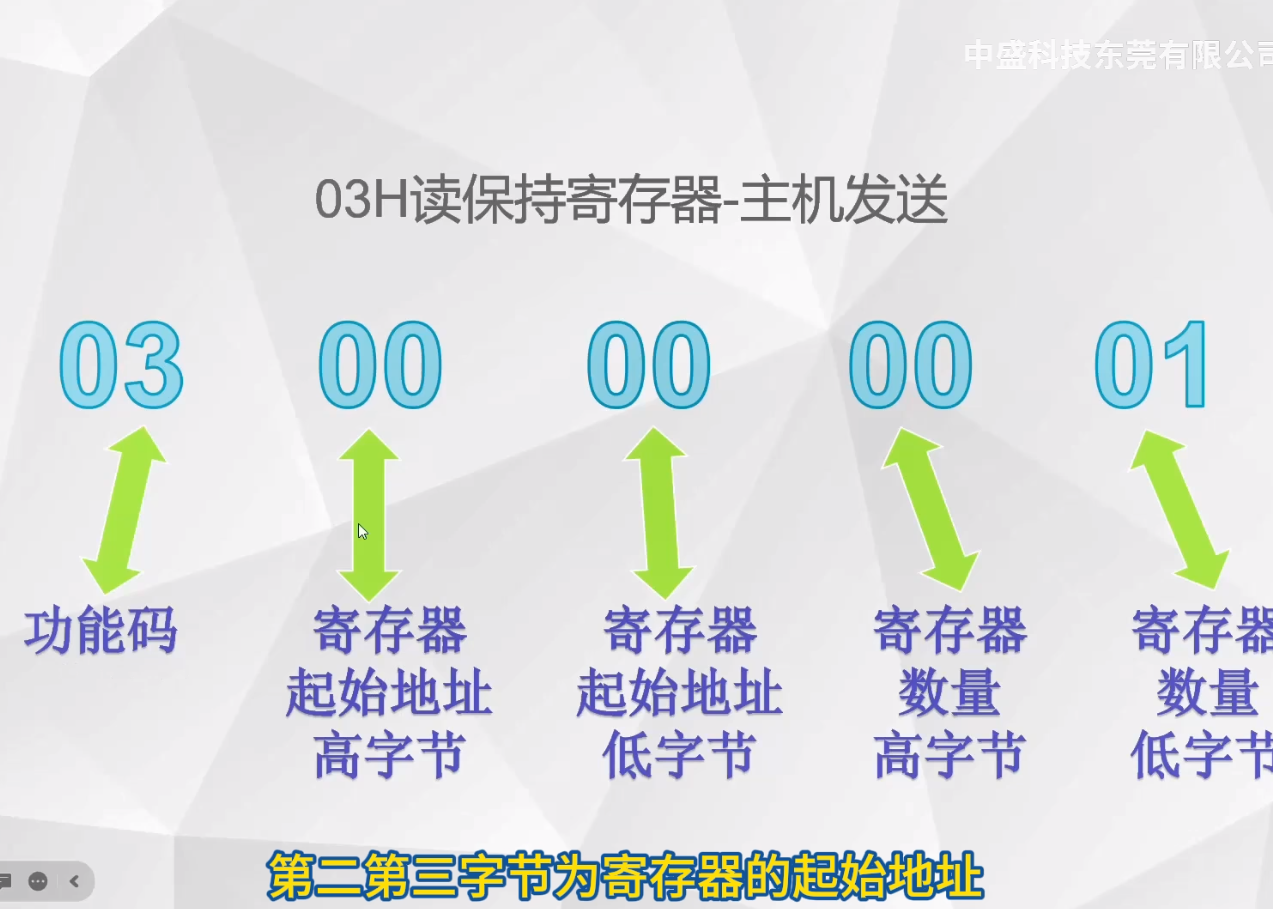 中盛科技东莞有限公司
03H读保持寄存器-主机发送
03 00 00 00 01
功能码
寄存器
起始地址
高字节
寄存器
起始地址
低字节
寄存器
数量
高字节
寄存器
数量
低字节
第二第三字节为寄存器的起始地址